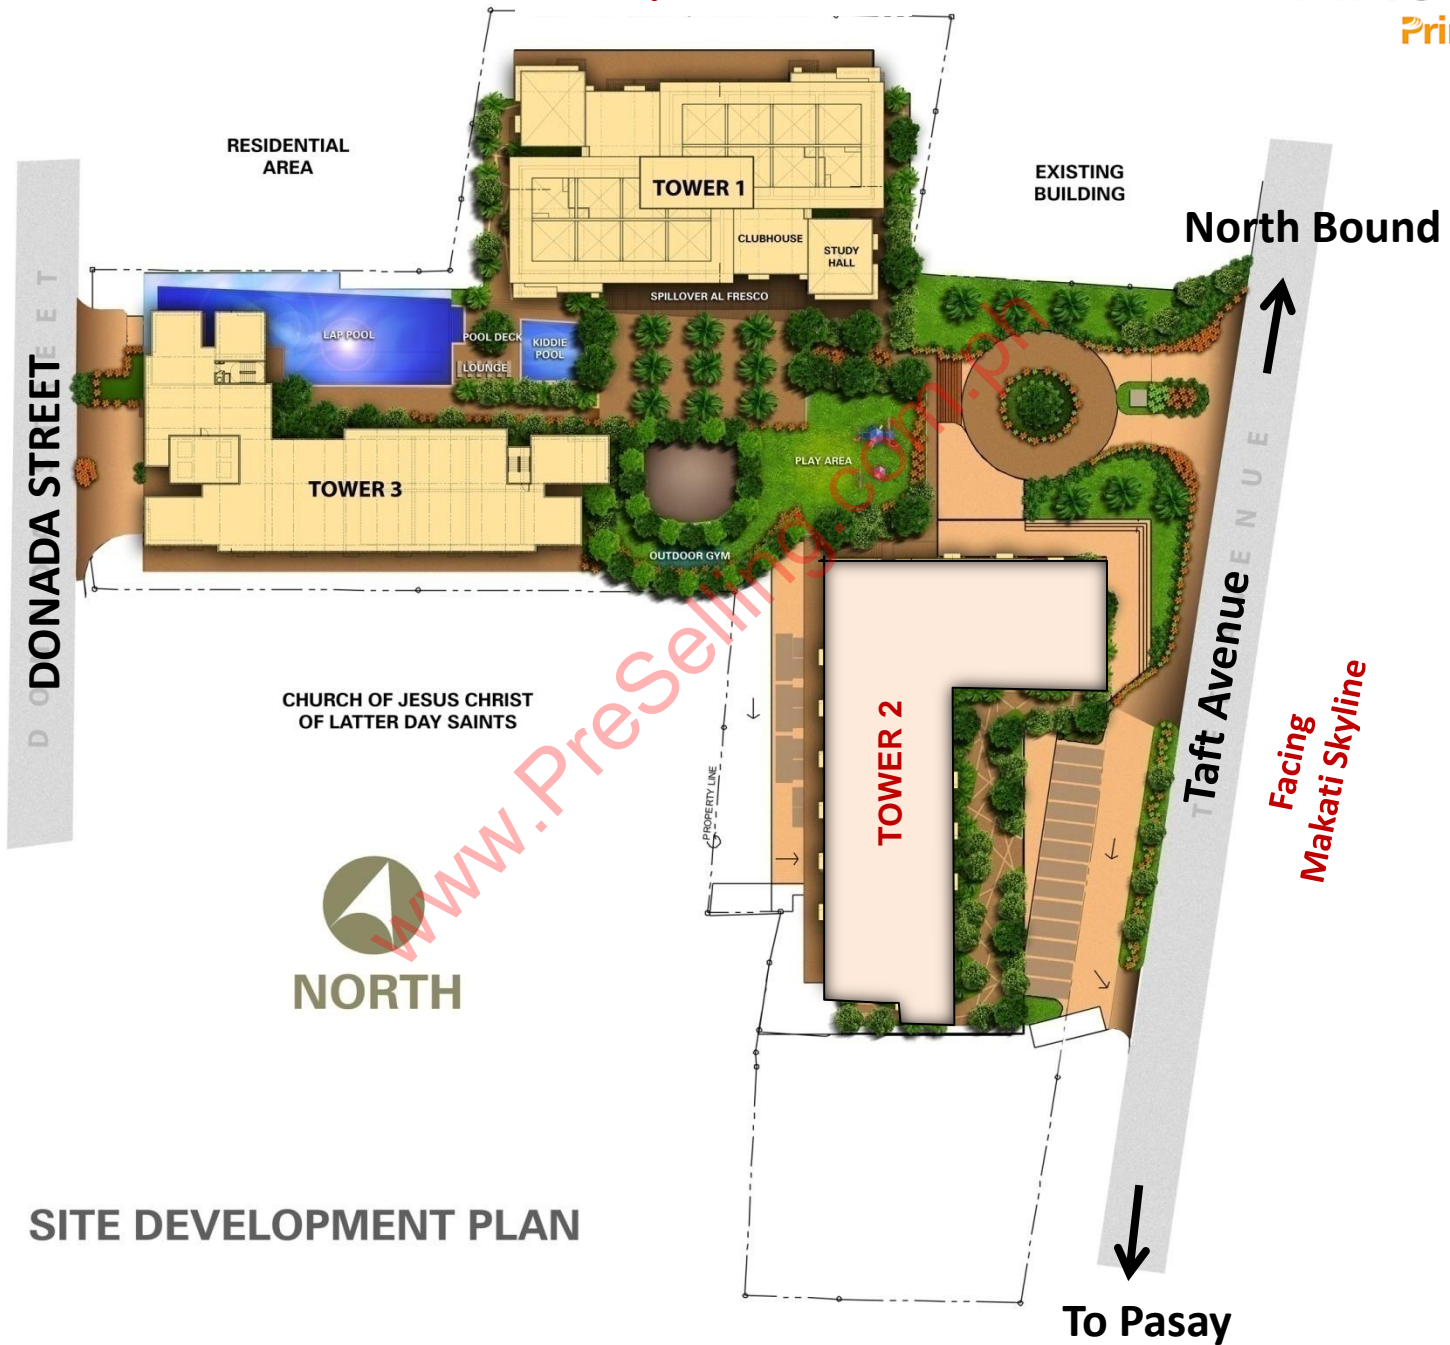 RESIDENTIAL
AREA
TOWER 1
EXISTING
BUILDING
North Bound
CLUBHOUSE
STUDY
HALL
SPILLOVER AL FRESCO
LAP POOL
POOL DECK
KIDDIE
POOL
LOUNGE
DONADA STREET
PLAY AREA
TOWER 3
OUTDOOR GYM
Taft Avenue
Facing
Makati Skyline
CHURCH OF JESUS CHRIST
OF LATTER DAY SAINTS
TOWER 2
PROPERTY LINE
www.PreSelling.com.ph
NORTH
SITE DEVELOPMENT PLAN
To Pasay